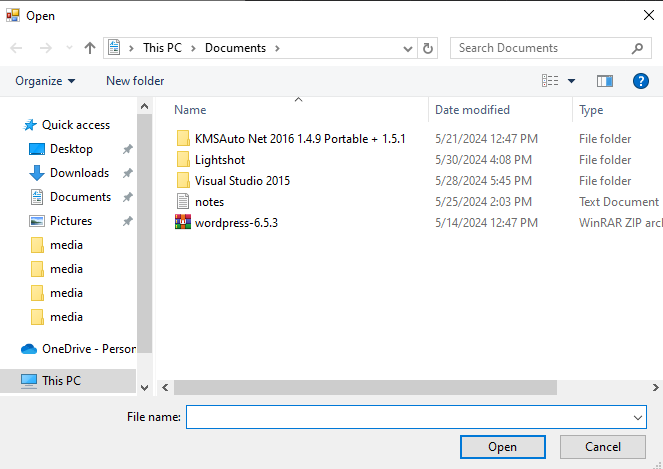 Open
This PC > Documents >
Search Documents
Organize
New folder
Name
Date modified
Type
Quick access
Desktop
Downloads
Documents
Pictures
media
media
media
media
OneDrive - Person
This PC
KMSAuto Net 2016 1.4.9 Portable + 1.5.1 5/21/2024 12:47 PM File folder
Lightshot 5/30/2024 4:08 PM File folder
Visual Studio 2015 5/28/2024 5:45 PM File folder
notes 5/25/2024 2:03 PM Text Document
wordpress-6.5.3 5/14/2024 12:47 PM WinRAR ZIP arc
File name:
Open
Cancel